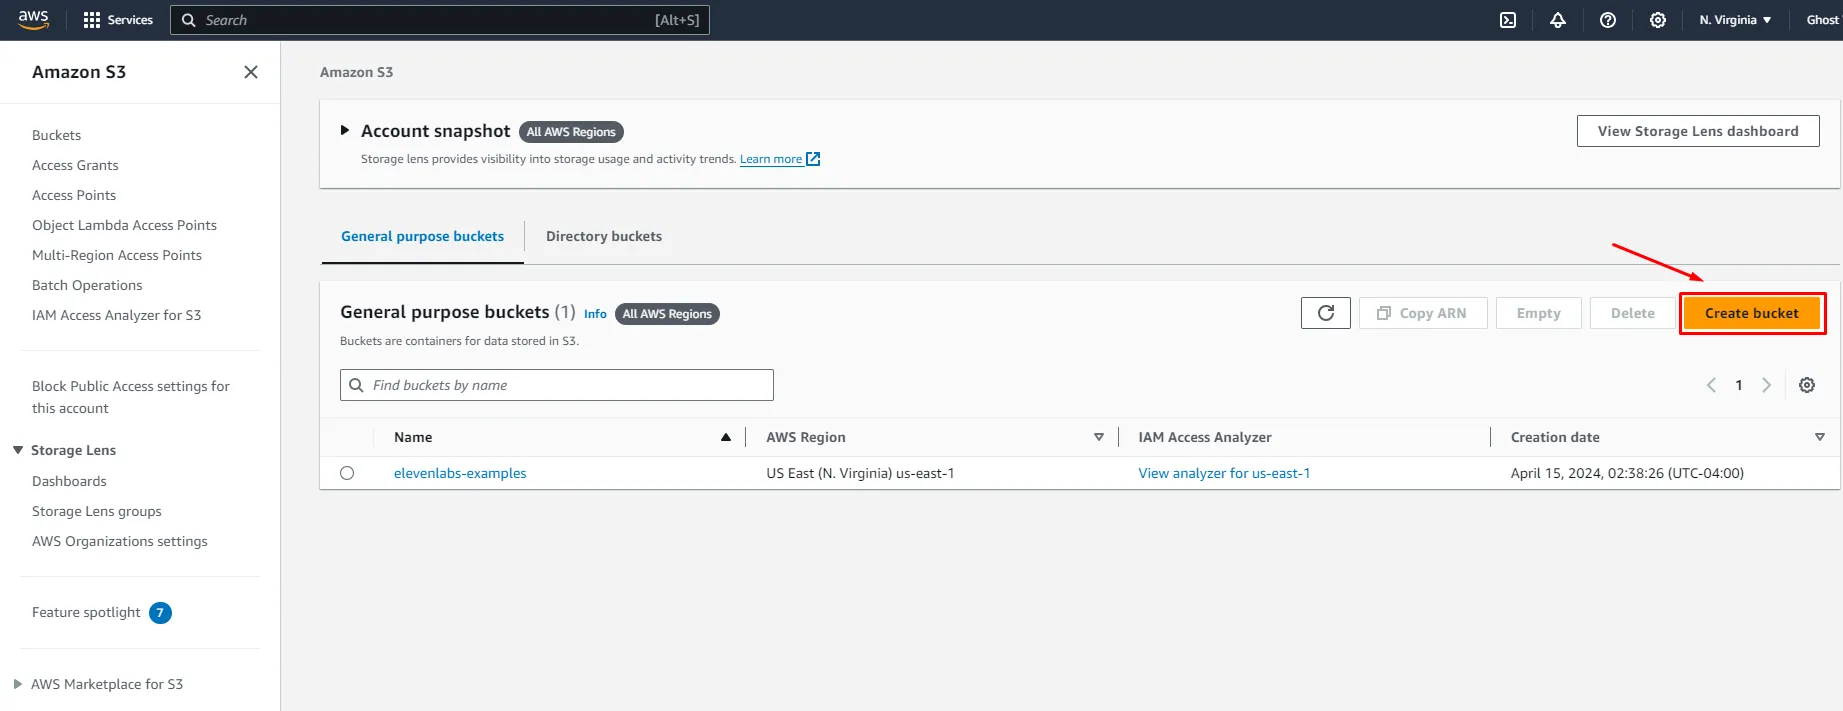 aws
Services
Search
[Alt+S]
N. Virginia
Ghost
Amazon S3
Buckets
Access Grants
Access Points
Object Lambda Access Points
Multi-Region Access Points
Batch Operations
IAM Access Analyzer for S3
Block Public Access settings for
this account
Storage Lens
Dashboards
Storage Lens groups
AWS Organizations settings
Feature spotlight 7
AWS Marketplace for S3
Amazon S3
Account snapshot All AWS Regions
Storage lens provides visibility into storage usage and activity trends. Learn more
View Storage Lens dashboard
General purpose buckets
Directory buckets
General purpose buckets (1) Info All AWS Regions
Buckets are containers for data stored in S3.
Copy ARN
Empty
Delete
Create bucket
Find buckets by name
1
Name AWS Region IAM Access Analyzer Creation date
elevenlabs-examples US East (N. Virginia) us-east-1 View analyzer for us-east-1 April 15, 2024, 02:38:26 (UTC-04:00)